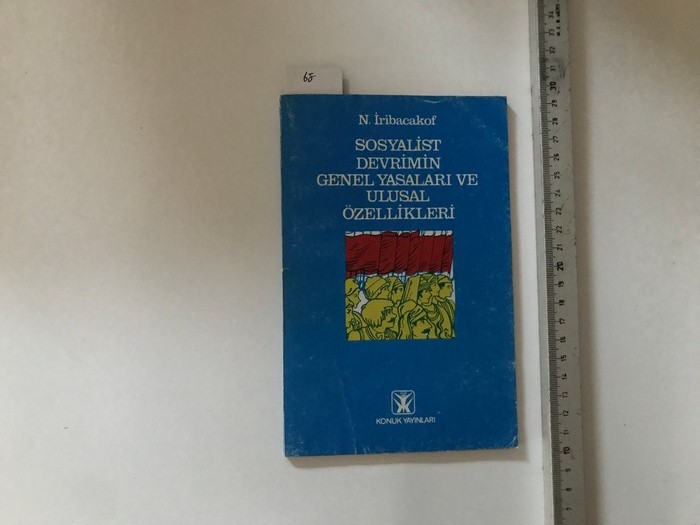 68
N. İribacakof
SOSYALİST
DEVRİMİN
GENEL YASALARI VE
ULUSAL
ÖZELLİKLERİ
KONUK YAYINLARI